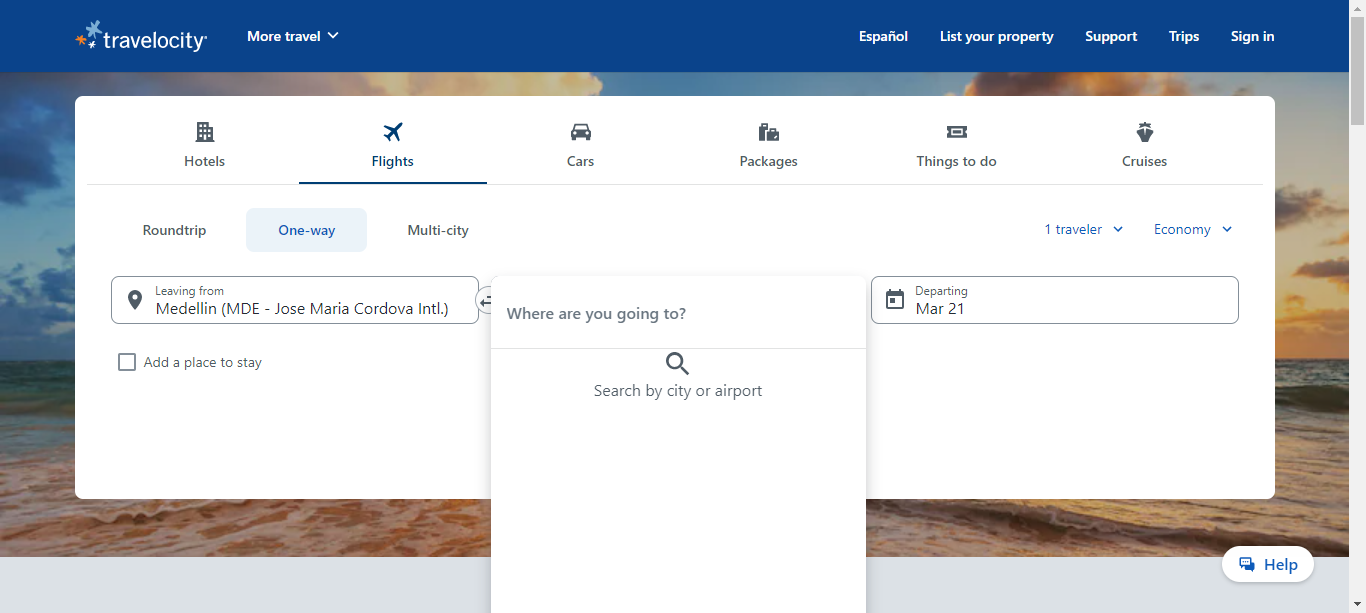 travelocity
More travel
Español
List your property
Support
Trips
Sign in
Hotels
Flights
Cars
Packages
Things to do
Cruises
Roundtrip
One-way
Multi-city
1 traveler
Economy
Leaving from
Medellin (MDE - Jose Maria Cordova Intl.)
Where are you going to?
Departing
Mar 21
Add a place to stay
Search by city or airport
Help